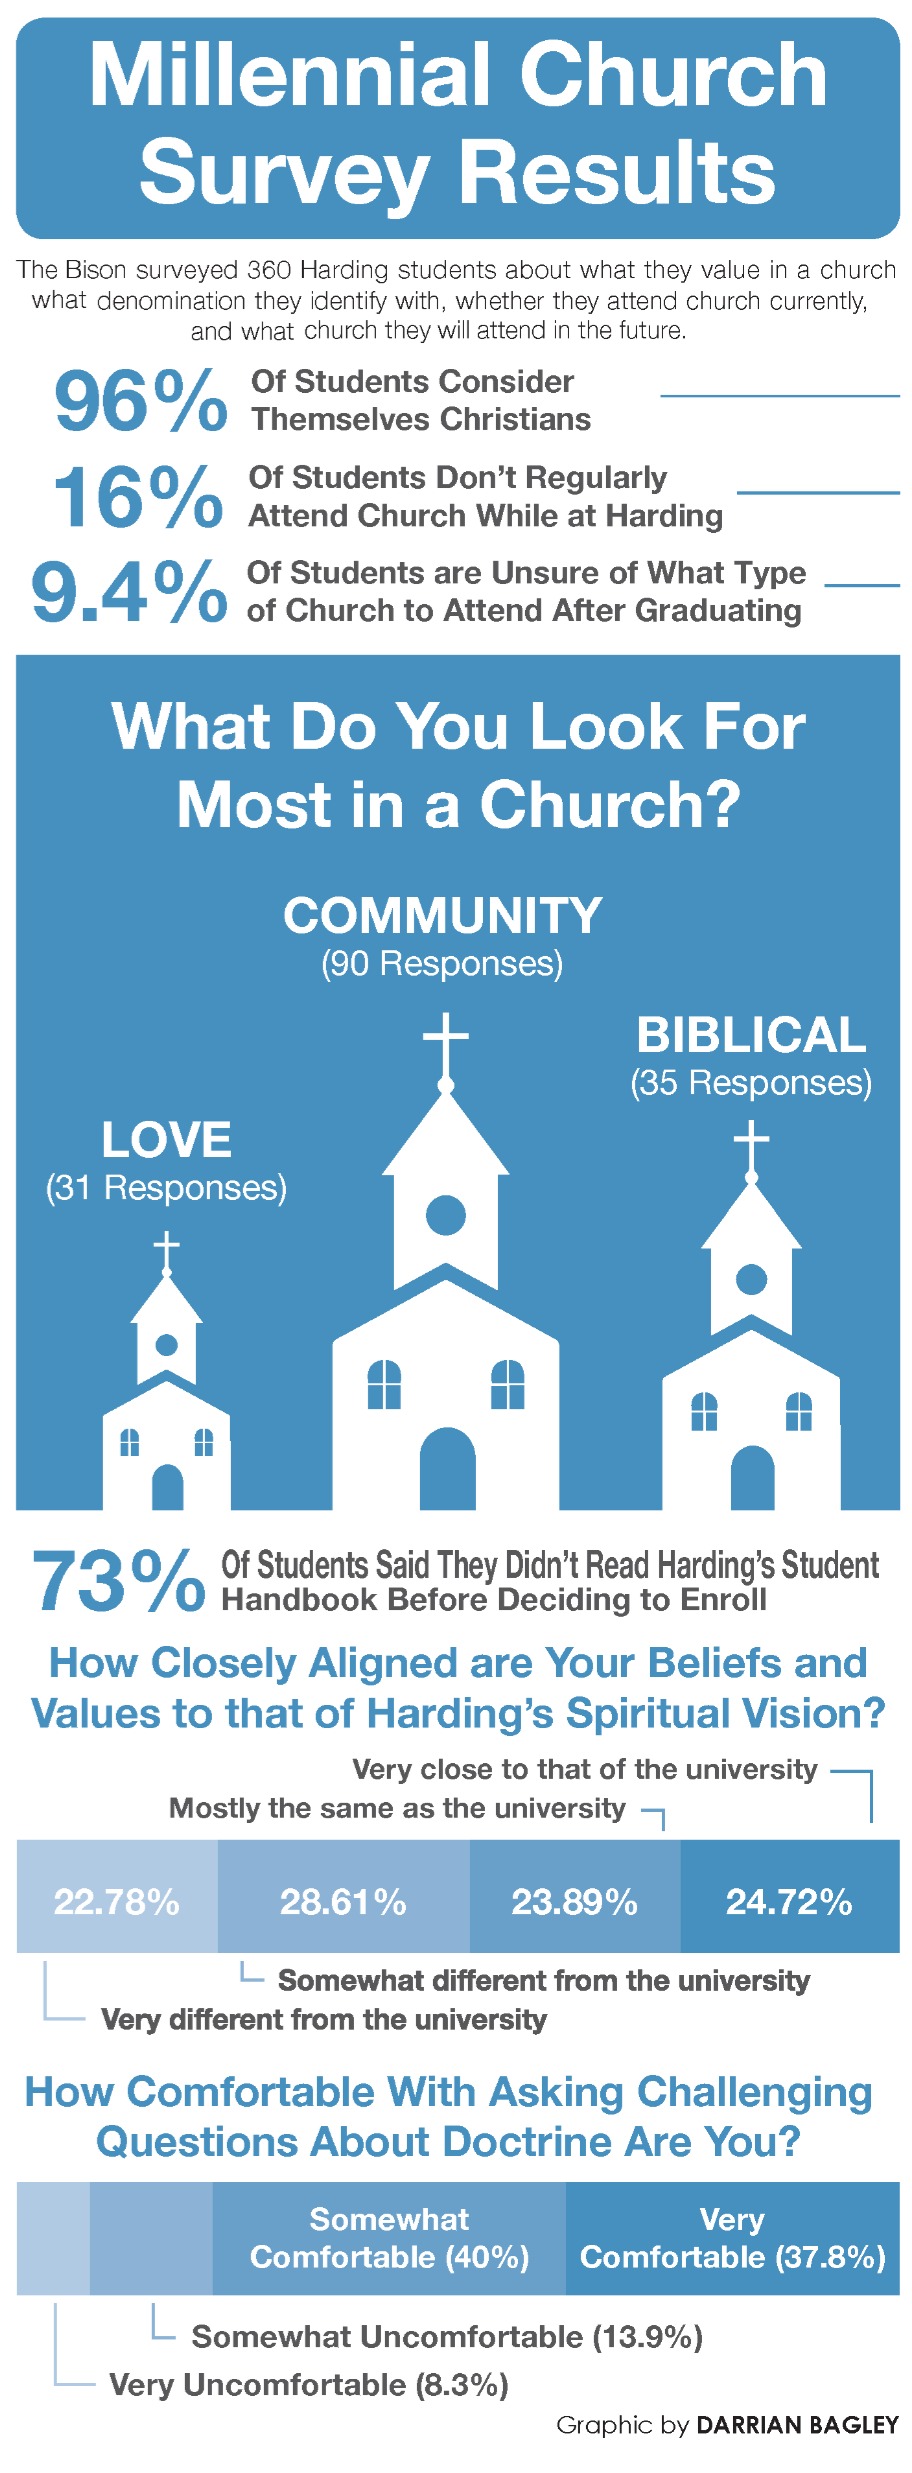 Millennial Church
Survey Results
The Bison surveyed 360 Harding students about what they value in a church
what denomination they identify with, whether they attend church currently,
and what church they will attend in the future.
96%
Of Students Consider
Themselves Christians
16%
Of Students Don't Regularly
Attend Church While at Harding
9.4%
Of Students are Unsure of What Type
of Church to Attend After Graduating
What Do You Look For
Most in a Church?
COMMUNITY
(90 Responses)
BIBLICAL
(35 Responses)
LOVE
(31 Responses)
73%
Of Students Said They Didn't Read Harding's Student
Handbook Before Deciding to Enroll
How Closely Aligned are Your Beliefs and
Values to that of Harding's Spiritual Vision?
Very close to that of the university
Mostly the same as the university
22.78% 28.61% 23.89% 24.72%
Somewhat different from the university
Very different from the university
How Comfortable With Asking Challenging
Questions About Doctrine Are You?
Somewhat
Comfortable (40%)
Very
Comfortable (37.8%)
Somewhat Uncomfortable (13.9%)
Very Uncomfortable (8.3%)
Graphic by DARRIAN BAGLEY